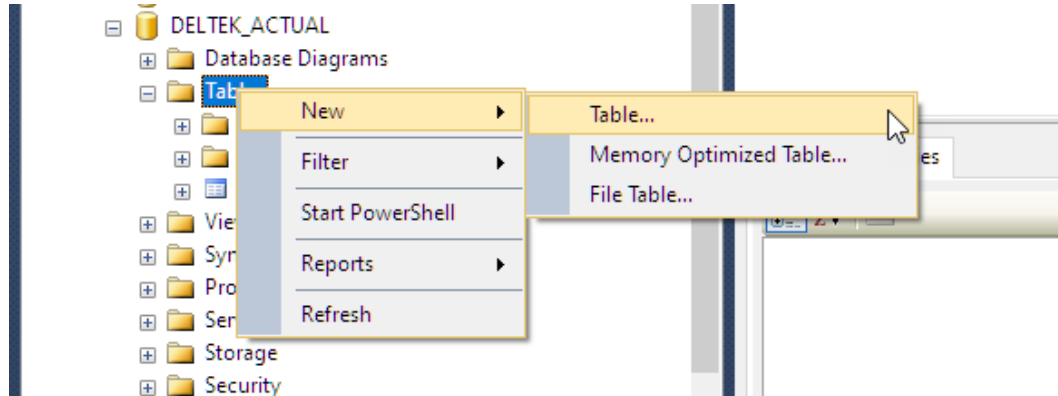 DELTEK_ACTUAL
Database Diagrams
New
Table...
Filter
Memory Optimized Table...
File Table...
Start PowerShell
Reports
Refresh
Storage
Security